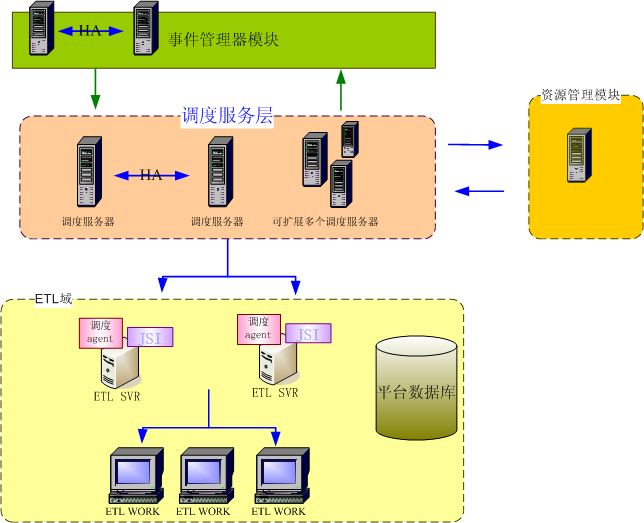 HA
事件管理器模块
资源管理模块
调度服务层
HA
调度服务器
调度服务器
可扩展多个调度服务器
ETL域
调度
agent
JSI
ETL SVR
调度
agent
JSI
ETL SVR
平台数据库
ETL WORK
ETL WORK
ETL WORK